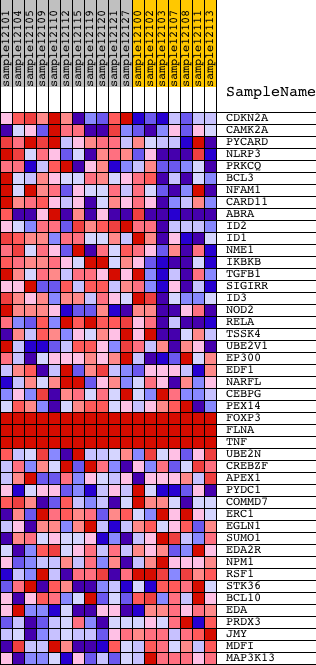 sample12101
sample12104
sample12105
sample12109
sample12110
sample12112
sample12115
sample12119
sample12120
sample12127
sample12100
sample12102
sample12103
sample12107
sample12108
sample12111
sample12113
SampleName
CDKN2A
CAMK2A
PYCARD
NLRP3
PRKCQ
BCL3
NFAM1
CARD11
ABRA
ID2
ID1
NME1
IKBKB
TGFB1
SIGIRR
ID3
NOD2
RELA
TSSK4
UBE2V1
EP300
EDF1
NARFL
CEBPG
PEX14
FOXP3
FLNA
TNF
UBE2N
CREBZF
APEX1
PYDC1
COMMD7
ERC1
EGLN1
SUMO1
EDA2R
NPM1
RSF1
STK36
BCL10
EDA
PRDX3
JMY
MDFI
MAP3K13